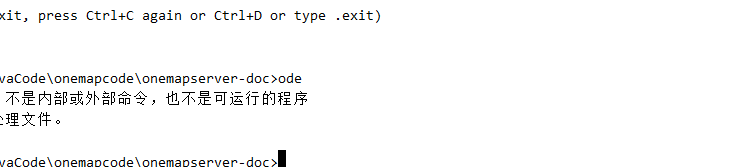 xit, press Ctrl+C again or Ctrl+D or type .exit)
vaCode\onemapcode\onemapserver-doc>ode
不是内部或外部命令，也不是可运行的程序
处理文件。
vaCode\onemapcode\onemapserver-doc>